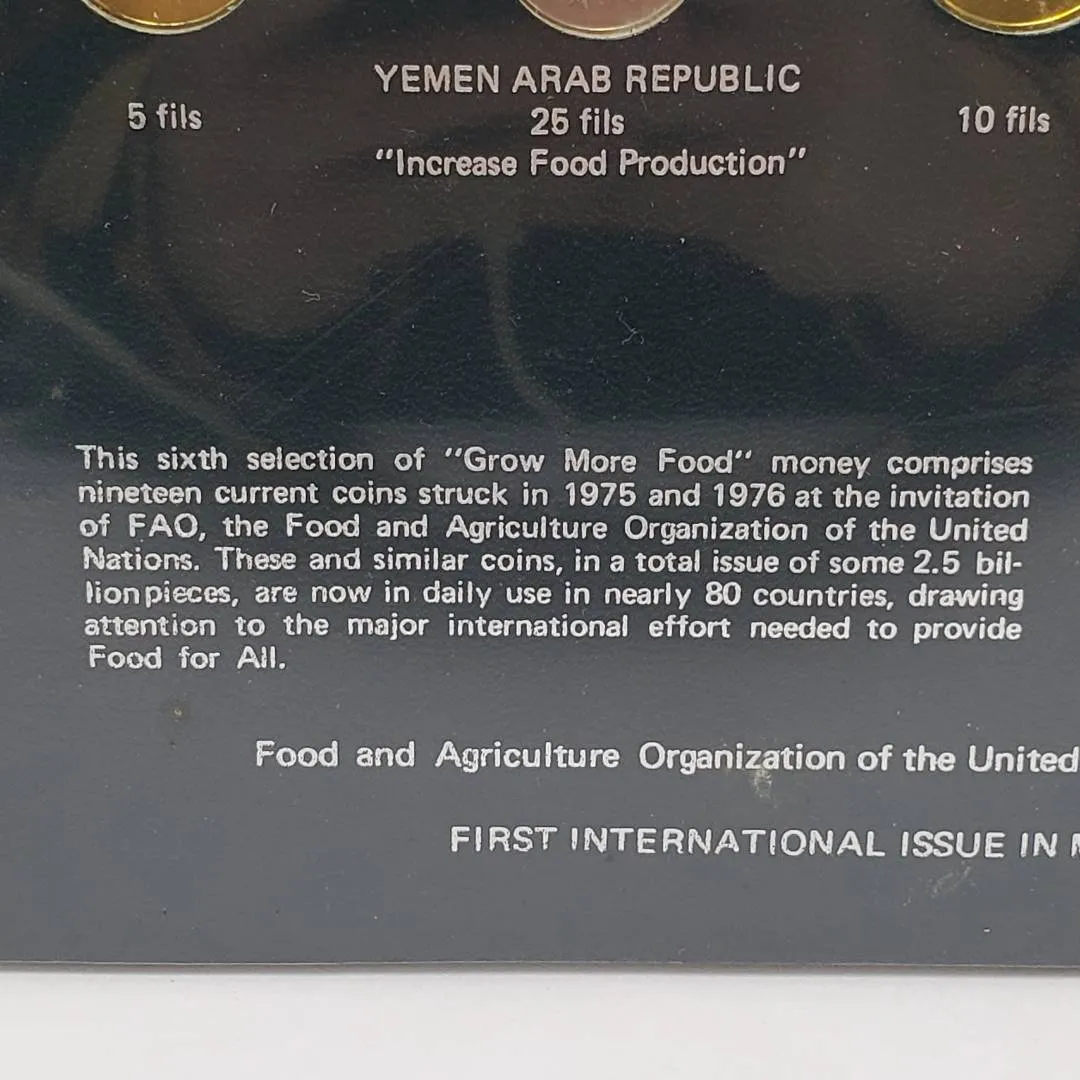 YEMEN ARAB REPUBLIC
5 fils 25 fils 10 fils
"Increase Food Production"
This sixth selection of "Grow More Food" money comprises
nineteen current coins struck in 1975 and 1976 at the invitation
of FAO, the Food and Agriculture Organization of the United
Nations. These and similar coins, in a total issue of some 2.5 bil-
lion pieces, are now in daily use in nearly 80 countries, drawing
attention to the major international effort needed to provide
Food for All.
Food and Agriculture Organization of the United
FIRST INTERNATIONAL ISSUE IN